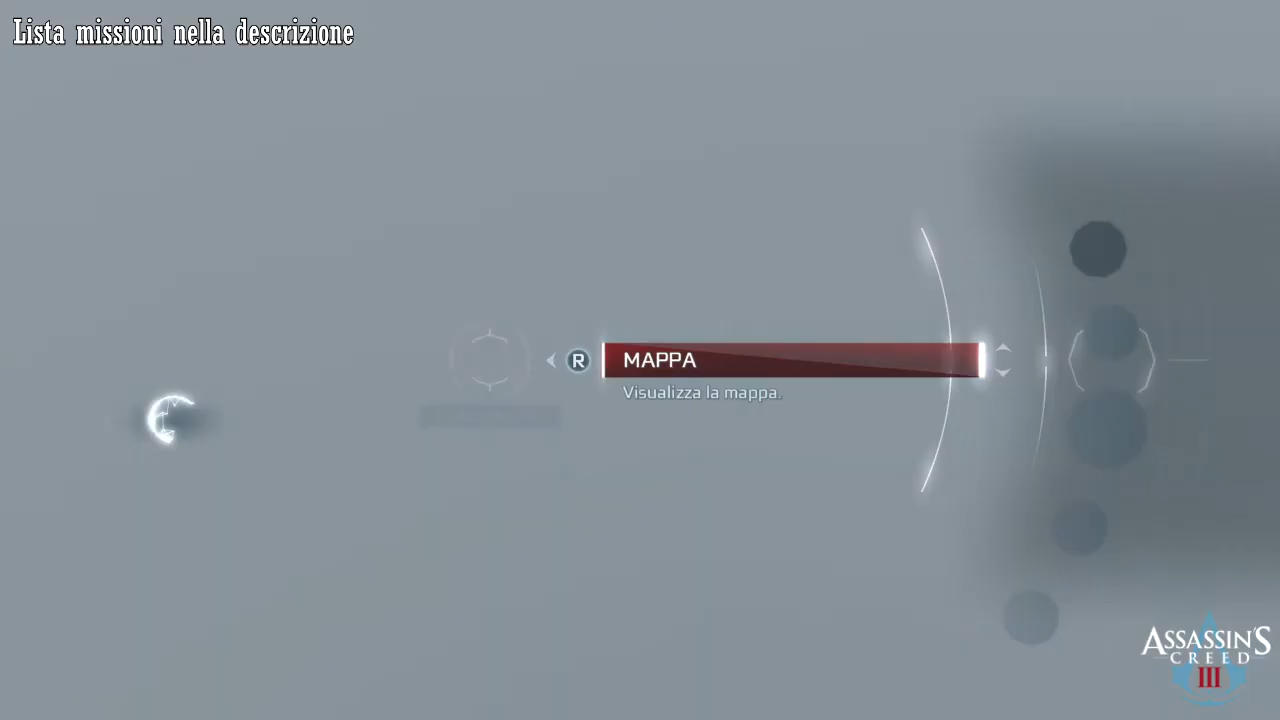 Lista missioni nella descrizione
R
MAPPA
Visualizza la mappa.
ASSASSIN'S
CREED
III